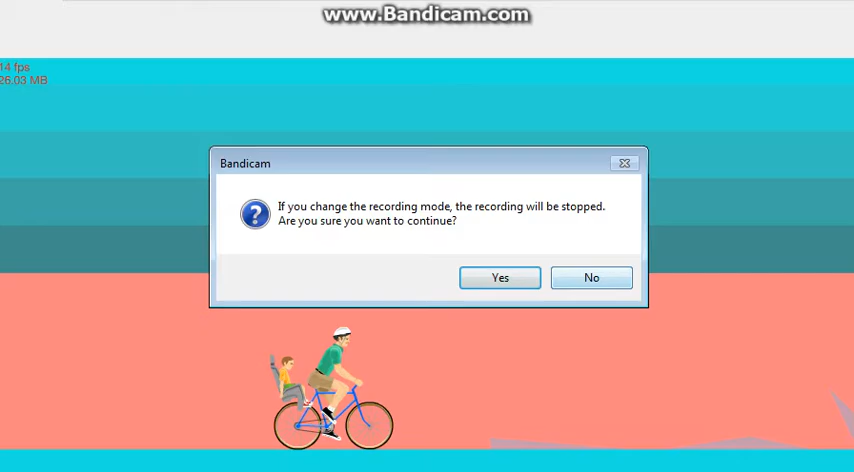 www.Bandicam.com
14 fps
26.03 MB
Bandicam
If you change the recording mode, the recording will be stopped.
Are you sure you want to continue?
Yes
No